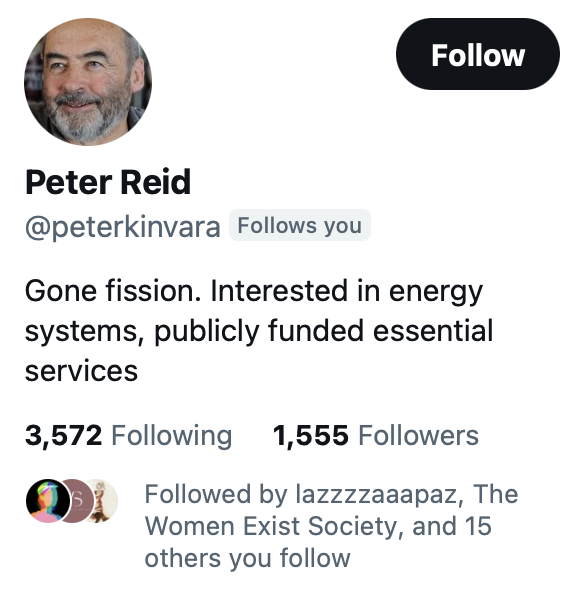 Follow
Peter Reid
@peterkinvara Follows you
Gone fission. Interested in energy
systems, publicly funded essential
services
3,572 Following 1,555 Followers
S
Followed by lazzzzaaapaz, The
Women Exist Society, and 15
others you follow